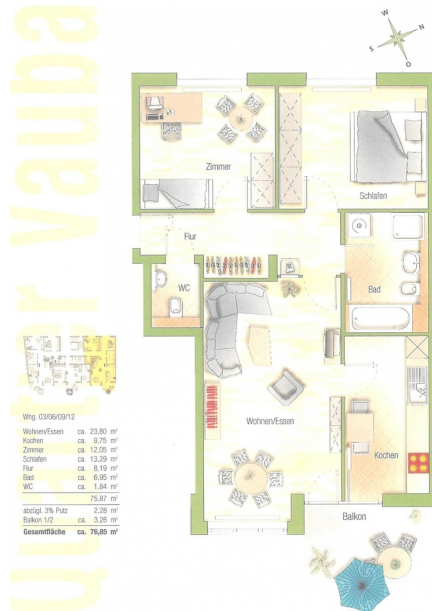 quartier vauban
W
N
S
O
Zimmer
Schlafen
Flur
WC
Bad
Wohnen/Essen
Kochen
Balkon
Whg. 03/06/09/12
Wohnen/Essen ca. 23,80 m²
Kochen ca. 9,75 m²
Zimmer ca. 12,05 m²
Schlafen ca. 13,29 m²
Flur ca. 8,19 m²
Bad ca. 6,95 m²
WC ca. 1,84 m²
75.87 m²
abzügl. 3% Putz 2,28 m²
Balkon 1/2 ca. 3,26 m²
Gesamtfläche ca. 76,85 m²